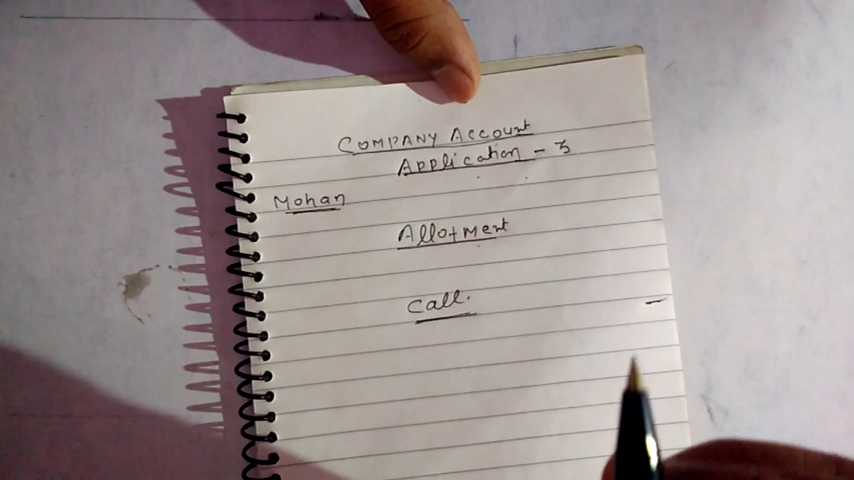 COMPANY ACCOUNT
APPlication - 3
Mohan
Allotment
call.